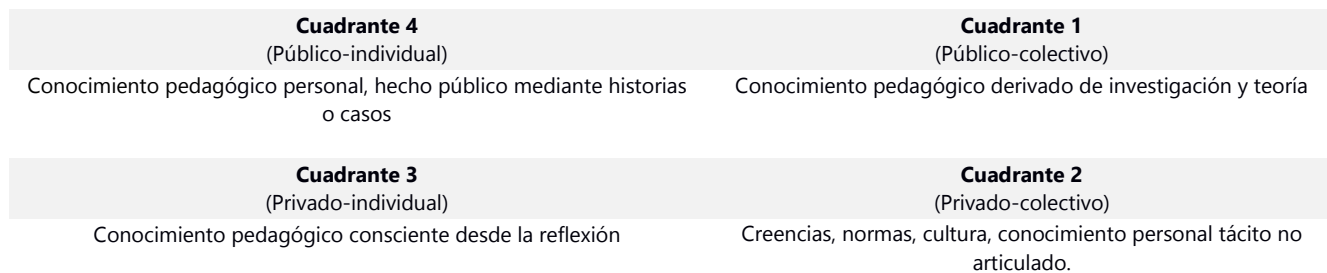 Cuadrante 4
(Público-individual)
Conocimiento pedagógico personal, hecho público mediante historias
o casos
Cuadrante 1
(Público-colectivo)
Conocimiento pedagógico derivado de investigación y teoría
Cuadrante 3
(Privado-individual)
Conocimiento pedagógico consciente desde la reflexión
Cuadrante 2
(Privado-colectivo)
Creencias, normas, cultura, conocimiento personal tácito no
articulado.